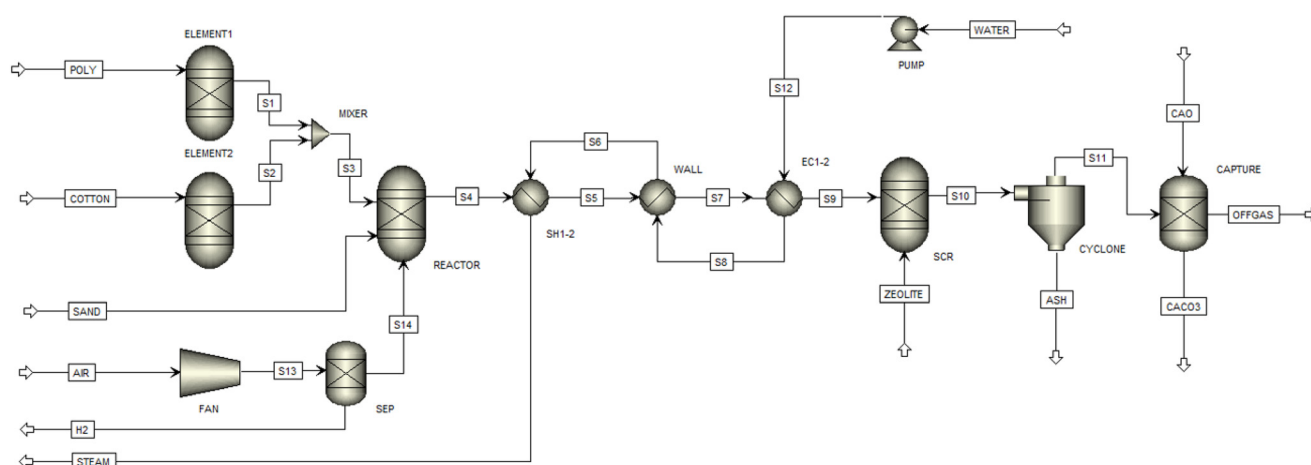 ELEMENT1
POLY
S1
MIXER
ELEMENT2
S2
S3
COTTON
REACTOR
SAND
S4
S14
AIR
S13
FAN
SEP
H2
STEAM
S6
SH1-2
S5
WALL
S7
S8
S12
EC1-2
PUMP
WATER
S9
SCR
ZEOLITE
S10
S11
CYCLONE
ASH
CAO
CAPTURE
OFFGAS
CACO3